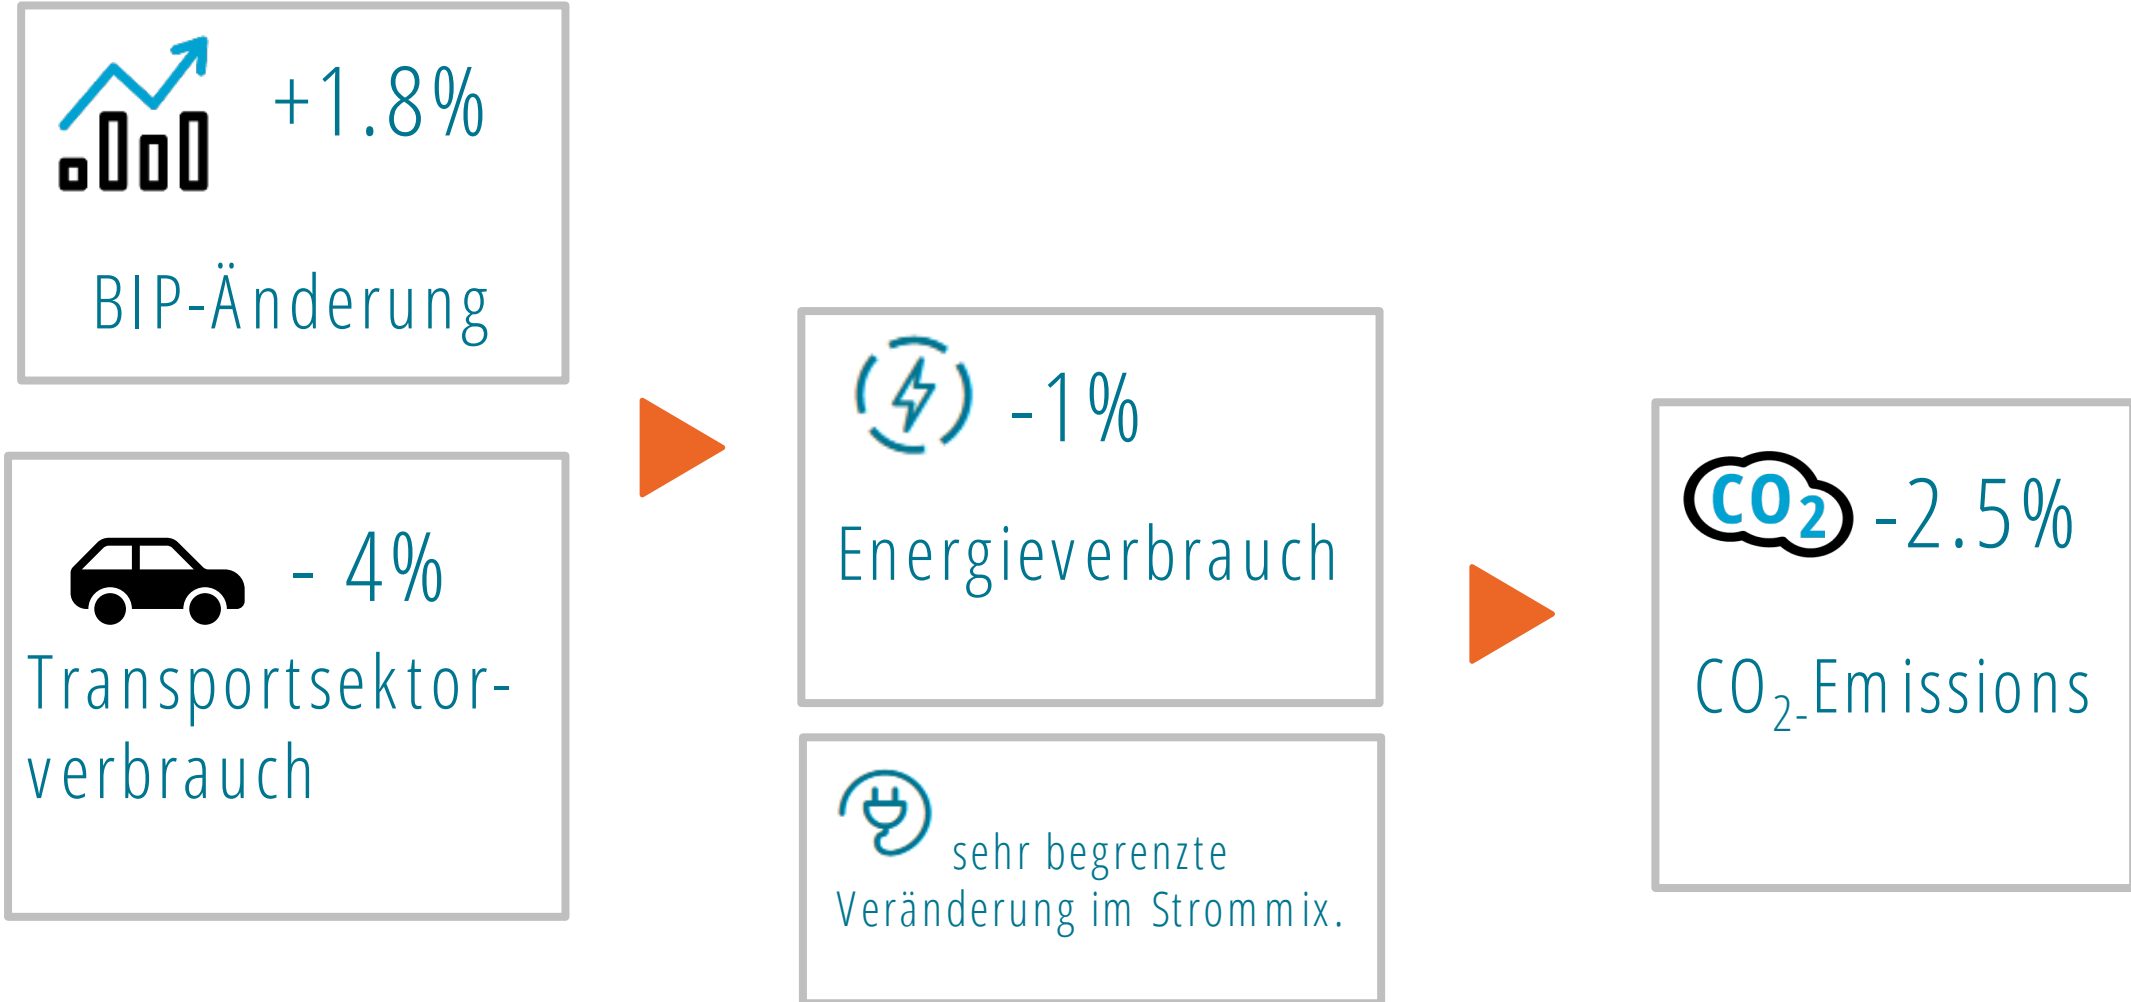 +1.8%
BIP-Änderung
- 4%
Transportsektor-
verbrauch
-1%
Energieverbrauch
sehr begrenzte
Veränderung im Strommix.
CO2 -2.5%
CO2-Emissions